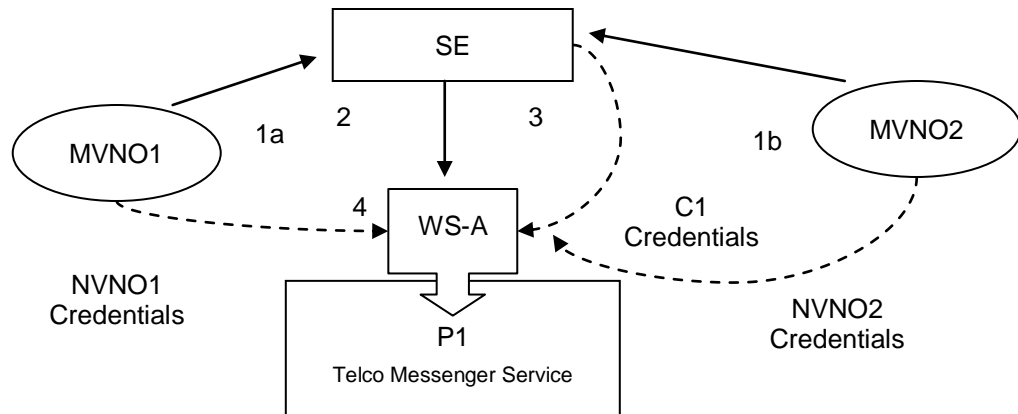 SE
2
3
1a
1b
MVNO1
MVNO2
4
WS-A
C1
Credentials
NVNO1
Credentials
NVNO2
Credentials
P1
Telco Messenger Service